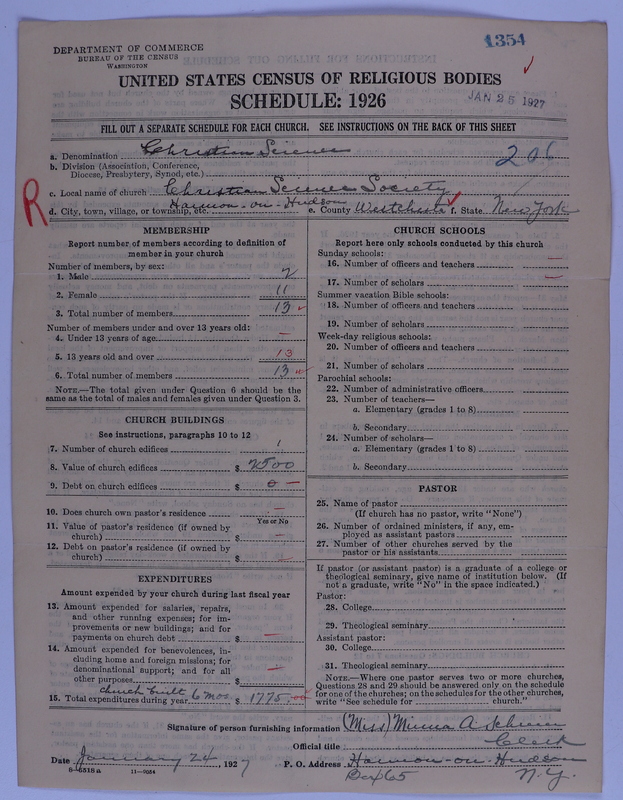 1354
DEPARTMENT OF COMMERCE
BUREAU OF THE CENSUS
WASHINGTON
UNITED STATES CENSUS OF RELIGIOUS BODIES
SCHEDULE: 1926
JAN 25 1927
FILL OUT A SEPARATE SCHEDULE FOR EACH CHURCH. SEE INSTRUCTIONS ON THE BACK OF THIS SHEET
a. Denomination Christian Science
206
b. Division (Association, Conference,
Diocese, Presbytery, Synod, etc.)
c. Local name of church Christian Science Society
R
d. City, town, village, or township, etc. Harmon-on-Hudson e. County Westchester f. State New York
MEMBERSHIP
Report number of members according to definition of
member in your church
Number of members, by sex:
1. Male 2
2. Female 11
3. Total number of members 13
Number of members under and over 13 years old:
4. Under 13 years of age —
5. 13 years old and over 13
6. Total number of members 13
NOTE.—The total given under Question 6 should be the
same as the total of males and females given under Question 3.
CHURCH BUILDINGS
See instructions, paragraphs 10 to 12
7. Number of church edifices 1
8. Value of church edifices $ 2500
9. Debt on church edifices $ 0 —
10. Does church own pastor's residence —
Yes or No
11. Value of pastor's residence (if owned by
church) $ —
12. Debt on pastor's residence (if owned by
church) $ —
EXPENDITURES
Amount expended by your church during last fiscal year
13. Amount expended for salaries, repairs,
and other running expenses; for im-
provements or new buildings; and for
payments on church debt $ —
14. Amount expended for benevolences, in-
cluding home and foreign missions; for
denominational support; and for all
other purposes $ —
church built 6 mos.
15. Total expenditures during year $ 1775.00
CHURCH SCHOOLS
Report here only schools conducted by this church
Sunday schools:
16. Number of officers and teachers —
17. Number of scholars —
Summer vacation Bible schools:
18. Number of officers and teachers
19. Number of scholars
Week-day religious schools:
20. Number of officers and teachers
21. Number of scholars
Parochial schools:
22. Number of administrative officers
23. Number of teachers—
a. Elementary (grades 1 to 8)
b. Secondary
24. Number of scholars—
a. Elementary (grades 1 to 8)
b. Secondary
PASTOR
25. Name of pastor
(If church has no pastor, write "None")
26. Number of ordained ministers, if any, em-
ployed as assistant pastors
27. Number of other churches served by the
pastor or his assistants
If pastor (or assistant pastor) is a graduate of a college or
theological seminary, give name of institution below. (If
not a graduate, write "No" in the space indicated.)
Pastor:
28. College
29. Theological seminary
Assistant pastor:
30. College
31. Theological seminary
NOTE.—Where one pastor serves two or more churches,
Questions 28 and 29 should be answered only on the schedule
for one of the churches; on the schedules for the other churches,
write "See schedule for church."
Signature of person furnishing information (Miss) Minna A.
Official title Clerk
Date January 24, 1927 P. O. Address Harmon-on-Hudson
8-6518a 11-9054 Box 65 N.Y.